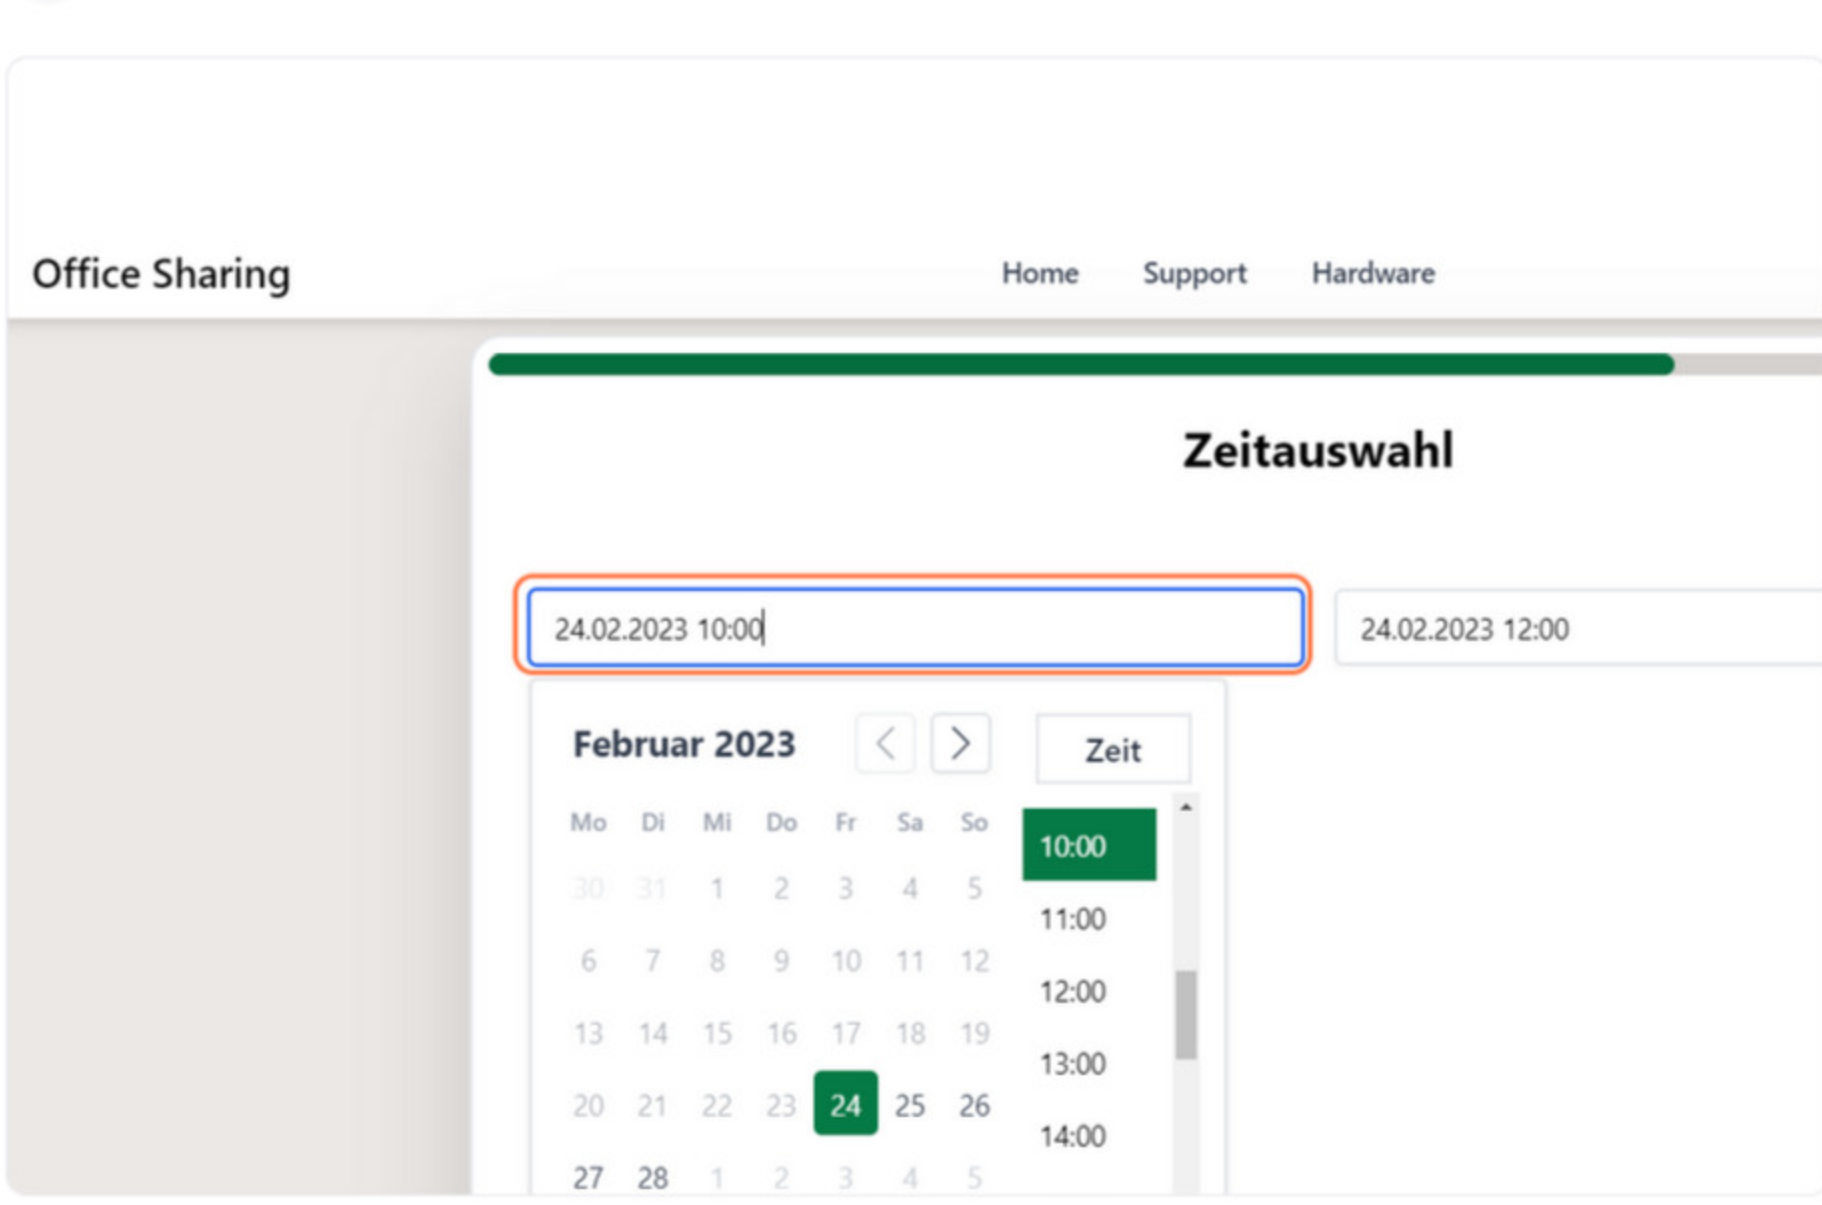 Office Sharing
Home Support Hardware
Zeitauswahl
24.02.2023 10:00 24.02.2023 12:00
Februar 2023 Zeit
Mo Di Mi Do Fr Sa So
10:00
30 31 1 2 3 4 5
11:00
6 7 8 9 10 11 12
12:00
13 14 15 16 17 18 19
13:00
20 21 22 23 24 25 26
14:00
27 28 1 2 3 4 5